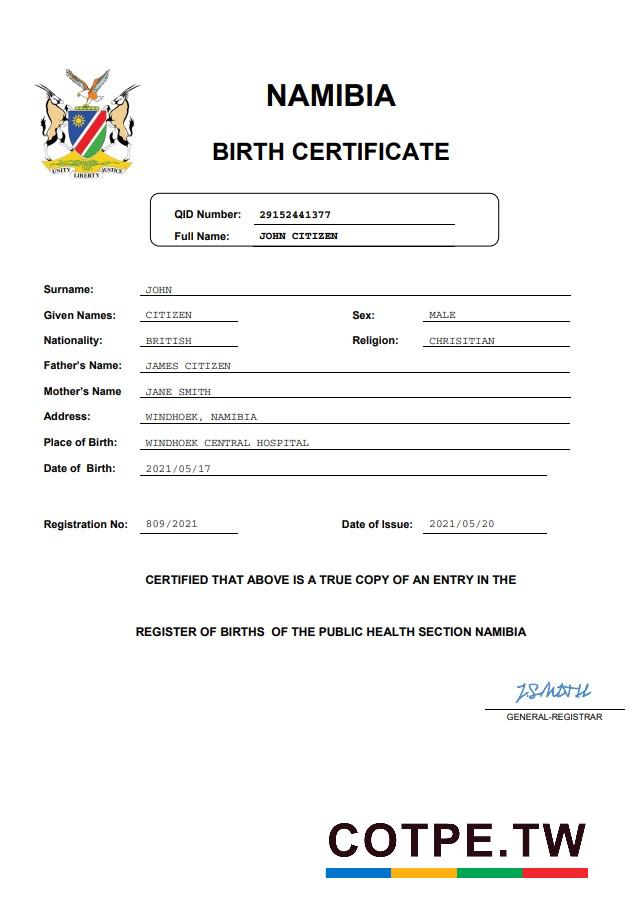 NAMIBIA
BIRTH CERTIFICATE
UNITY LIBERTY JUSTICE
QID Number: 29152441377
Full Name: JOHN CITIZEN
Surname: JOHN
Given Names: CITIZEN Sex: MALE
Nationality: BRITISH Religion: CHRISITIAN
Father's Name: JAMES CITIZEN
Mother's Name JANE SMITH
Address: WINDHOEK, NAMIBIA
Place of Birth: WINDHOEK CENTRAL HOSPITAL
Date of Birth: 2021/05/17
Registration No: 809/2021 Date of Issue: 2021/05/20
CERTIFIED THAT ABOVE IS A TRUE COPY OF AN ENTRY IN THE
REGISTER OF BIRTHS OF THE PUBLIC HEALTH SECTION NAMIBIA
J.SMITH
GENERAL-REGISTRAR
COTPE.TW